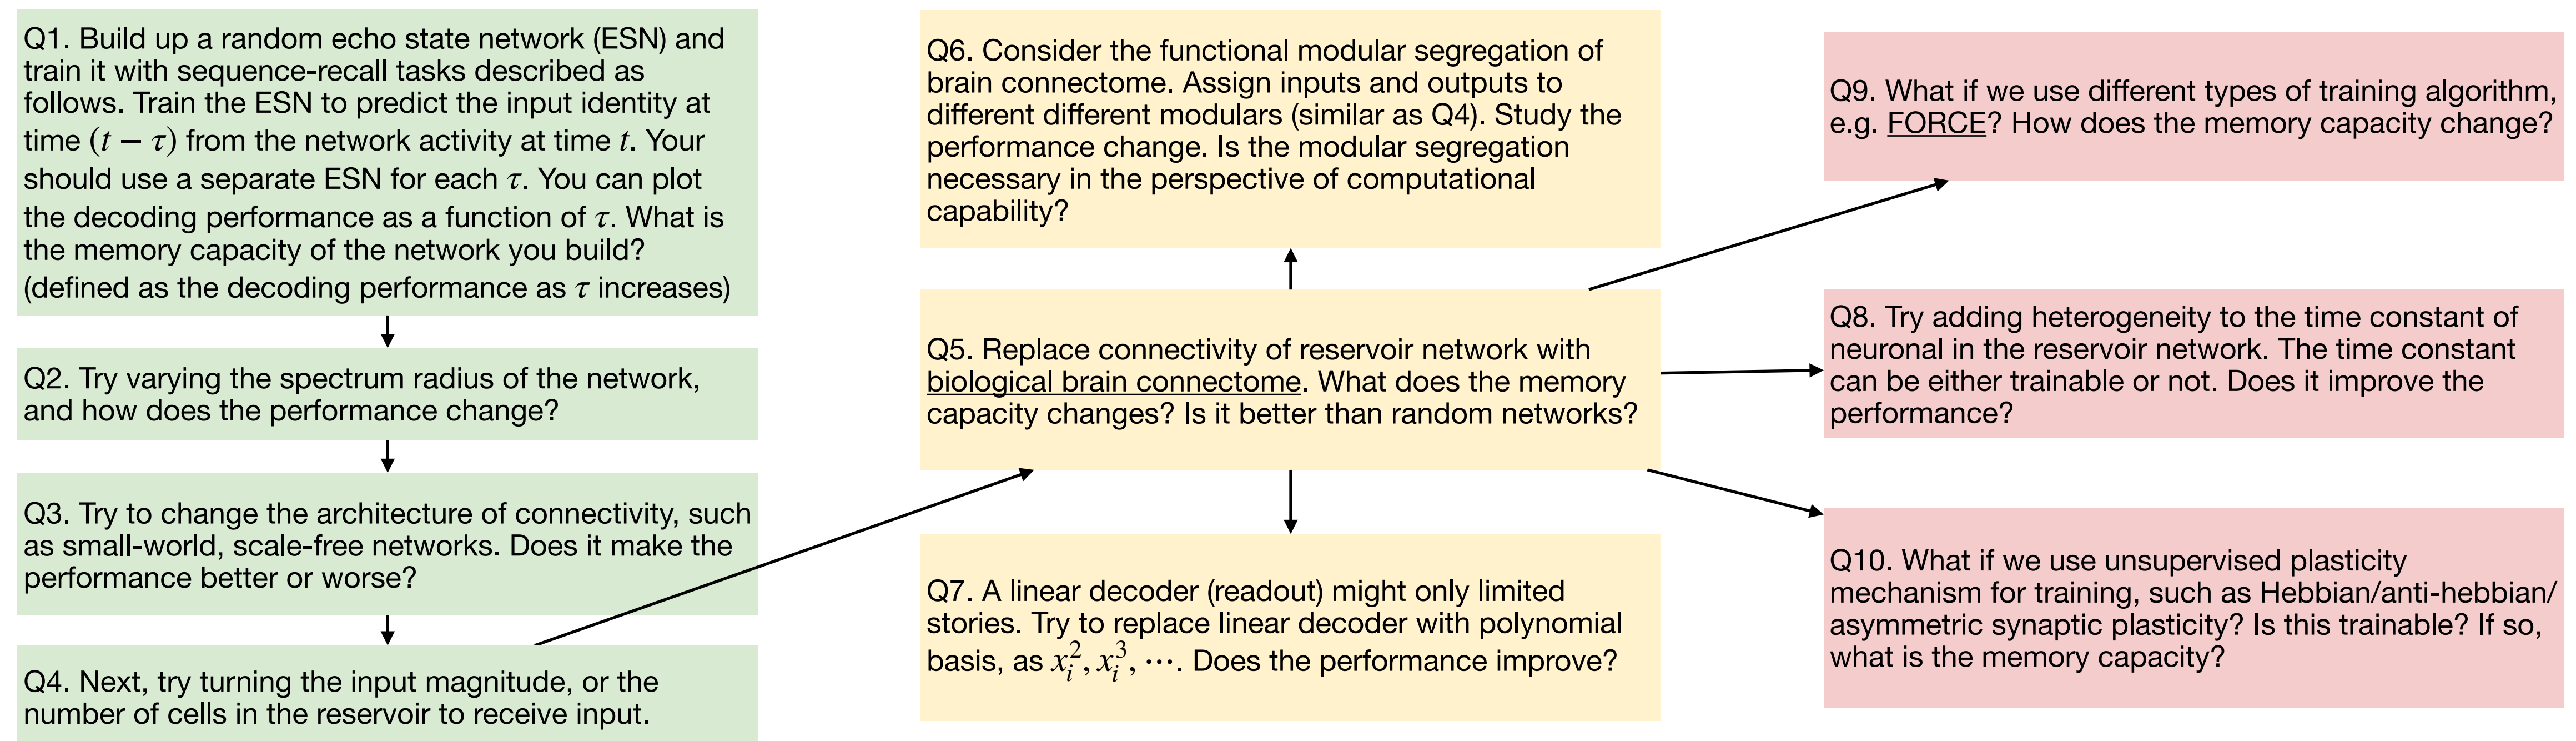 Q1. Build up a random echo state network (ESN) and
train it with sequence-recall tasks described as
follows. Train the ESN to predict the input identity at
time (t − τ) from the network activity at time t. Your
should use a separate ESN for each τ. You can plot
the decoding performance as a function of τ. What is
the memory capacity of the network you build?
(defined as the decoding performance as τ increases)
Q2. Try varying the spectrum radius of the network,
and how does the performance change?
Q3. Try to change the architecture of connectivity, such
as small-world, scale-free networks. Does it make the
performance better or worse?
Q4. Next, try turning the input magnitude, or the
number of cells in the reservoir to receive input.
Q6. Consider the functional modular segregation of
brain connectome. Assign inputs and outputs to
different different modulars (similar as Q4). Study the
performance change. Is the modular segregation
necessary in the perspective of computational
capability?
Q5. Replace connectivity of reservoir network with
biological brain connectome. What does the memory
capacity changes? Is it better than random networks?
Q7. A linear decoder (readout) might only limited
stories. Try to replace linear decoder with polynomial
basis, as x_i^2, x_i^3, ⋯. Does the performance improve?
Q9. What if we use different types of training algorithm,
e.g. FORCE? How does the memory capacity change?
Q8. Try adding heterogeneity to the time constant of
neuronal in the reservoir network. The time constant
can be either trainable or not. Does it improve the
performance?
Q10. What if we use unsupervised plasticity
mechanism for training, such as Hebbian/anti-hebbian/
asymmetric synaptic plasticity? Is this trainable? If so,
what is the memory capacity?